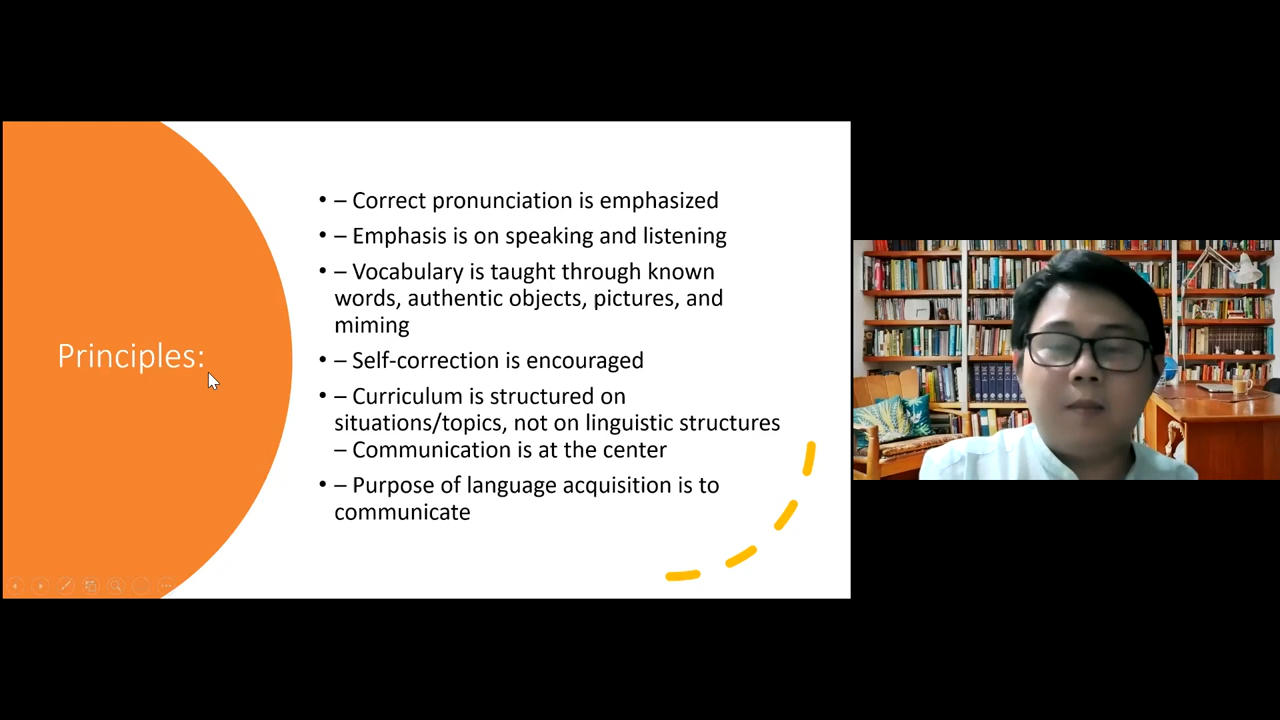 Principles:
• – Correct pronunciation is emphasized
• – Emphasis is on speaking and listening
• – Vocabulary is taught through known
words, authentic objects, pictures, and
miming
• – Self-correction is encouraged
• – Curriculum is structured on
situations/topics, not on linguistic structures
– Communication is at the center
• – Purpose of language acquisition is to
communicate